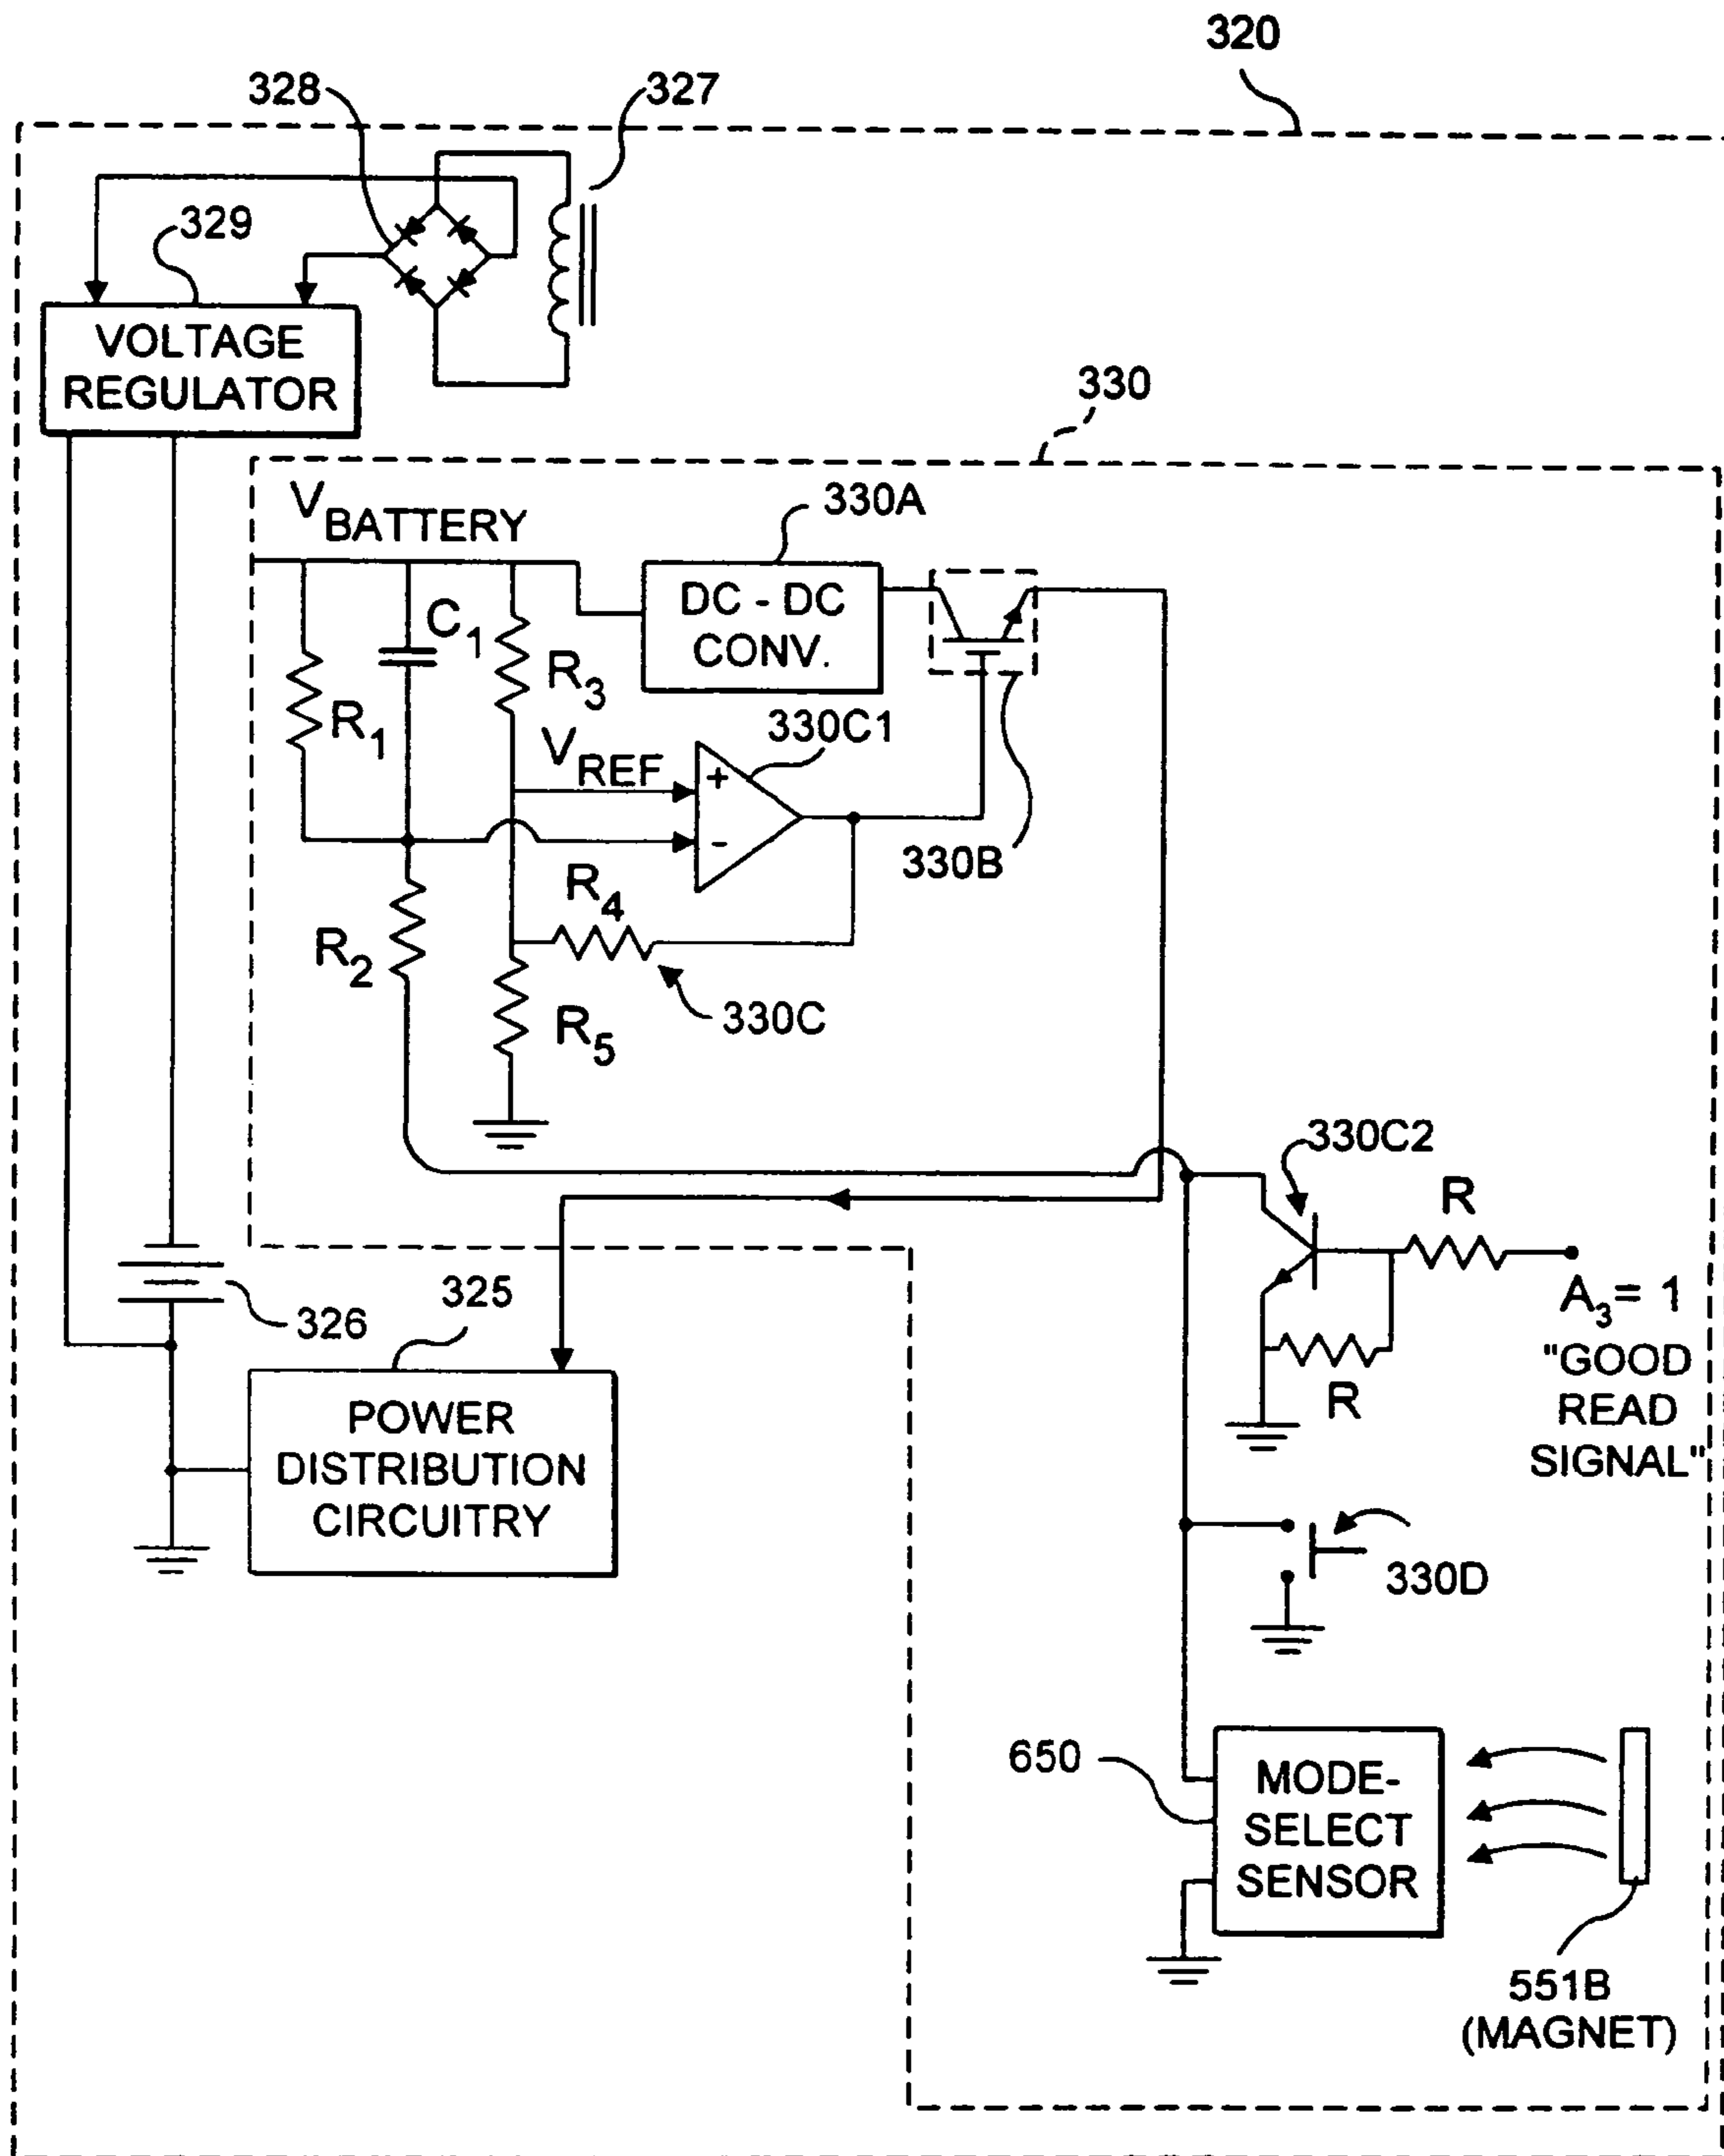 320
328
327
329
VOLTAGE
REGULATOR
330
V BATTERY
330A
DC - DC
CONV.
C1
R3
R1
330C1
VREF
+
-
330B
R4
R2
330C
R5
330C2
R
A3 = 1
"GOOD
READ
SIGNAL"
R
325
326
POWER
DISTRIBUTION
CIRCUITRY
330D
650
MODE-
SELECT
SENSOR
551B
(MAGNET)